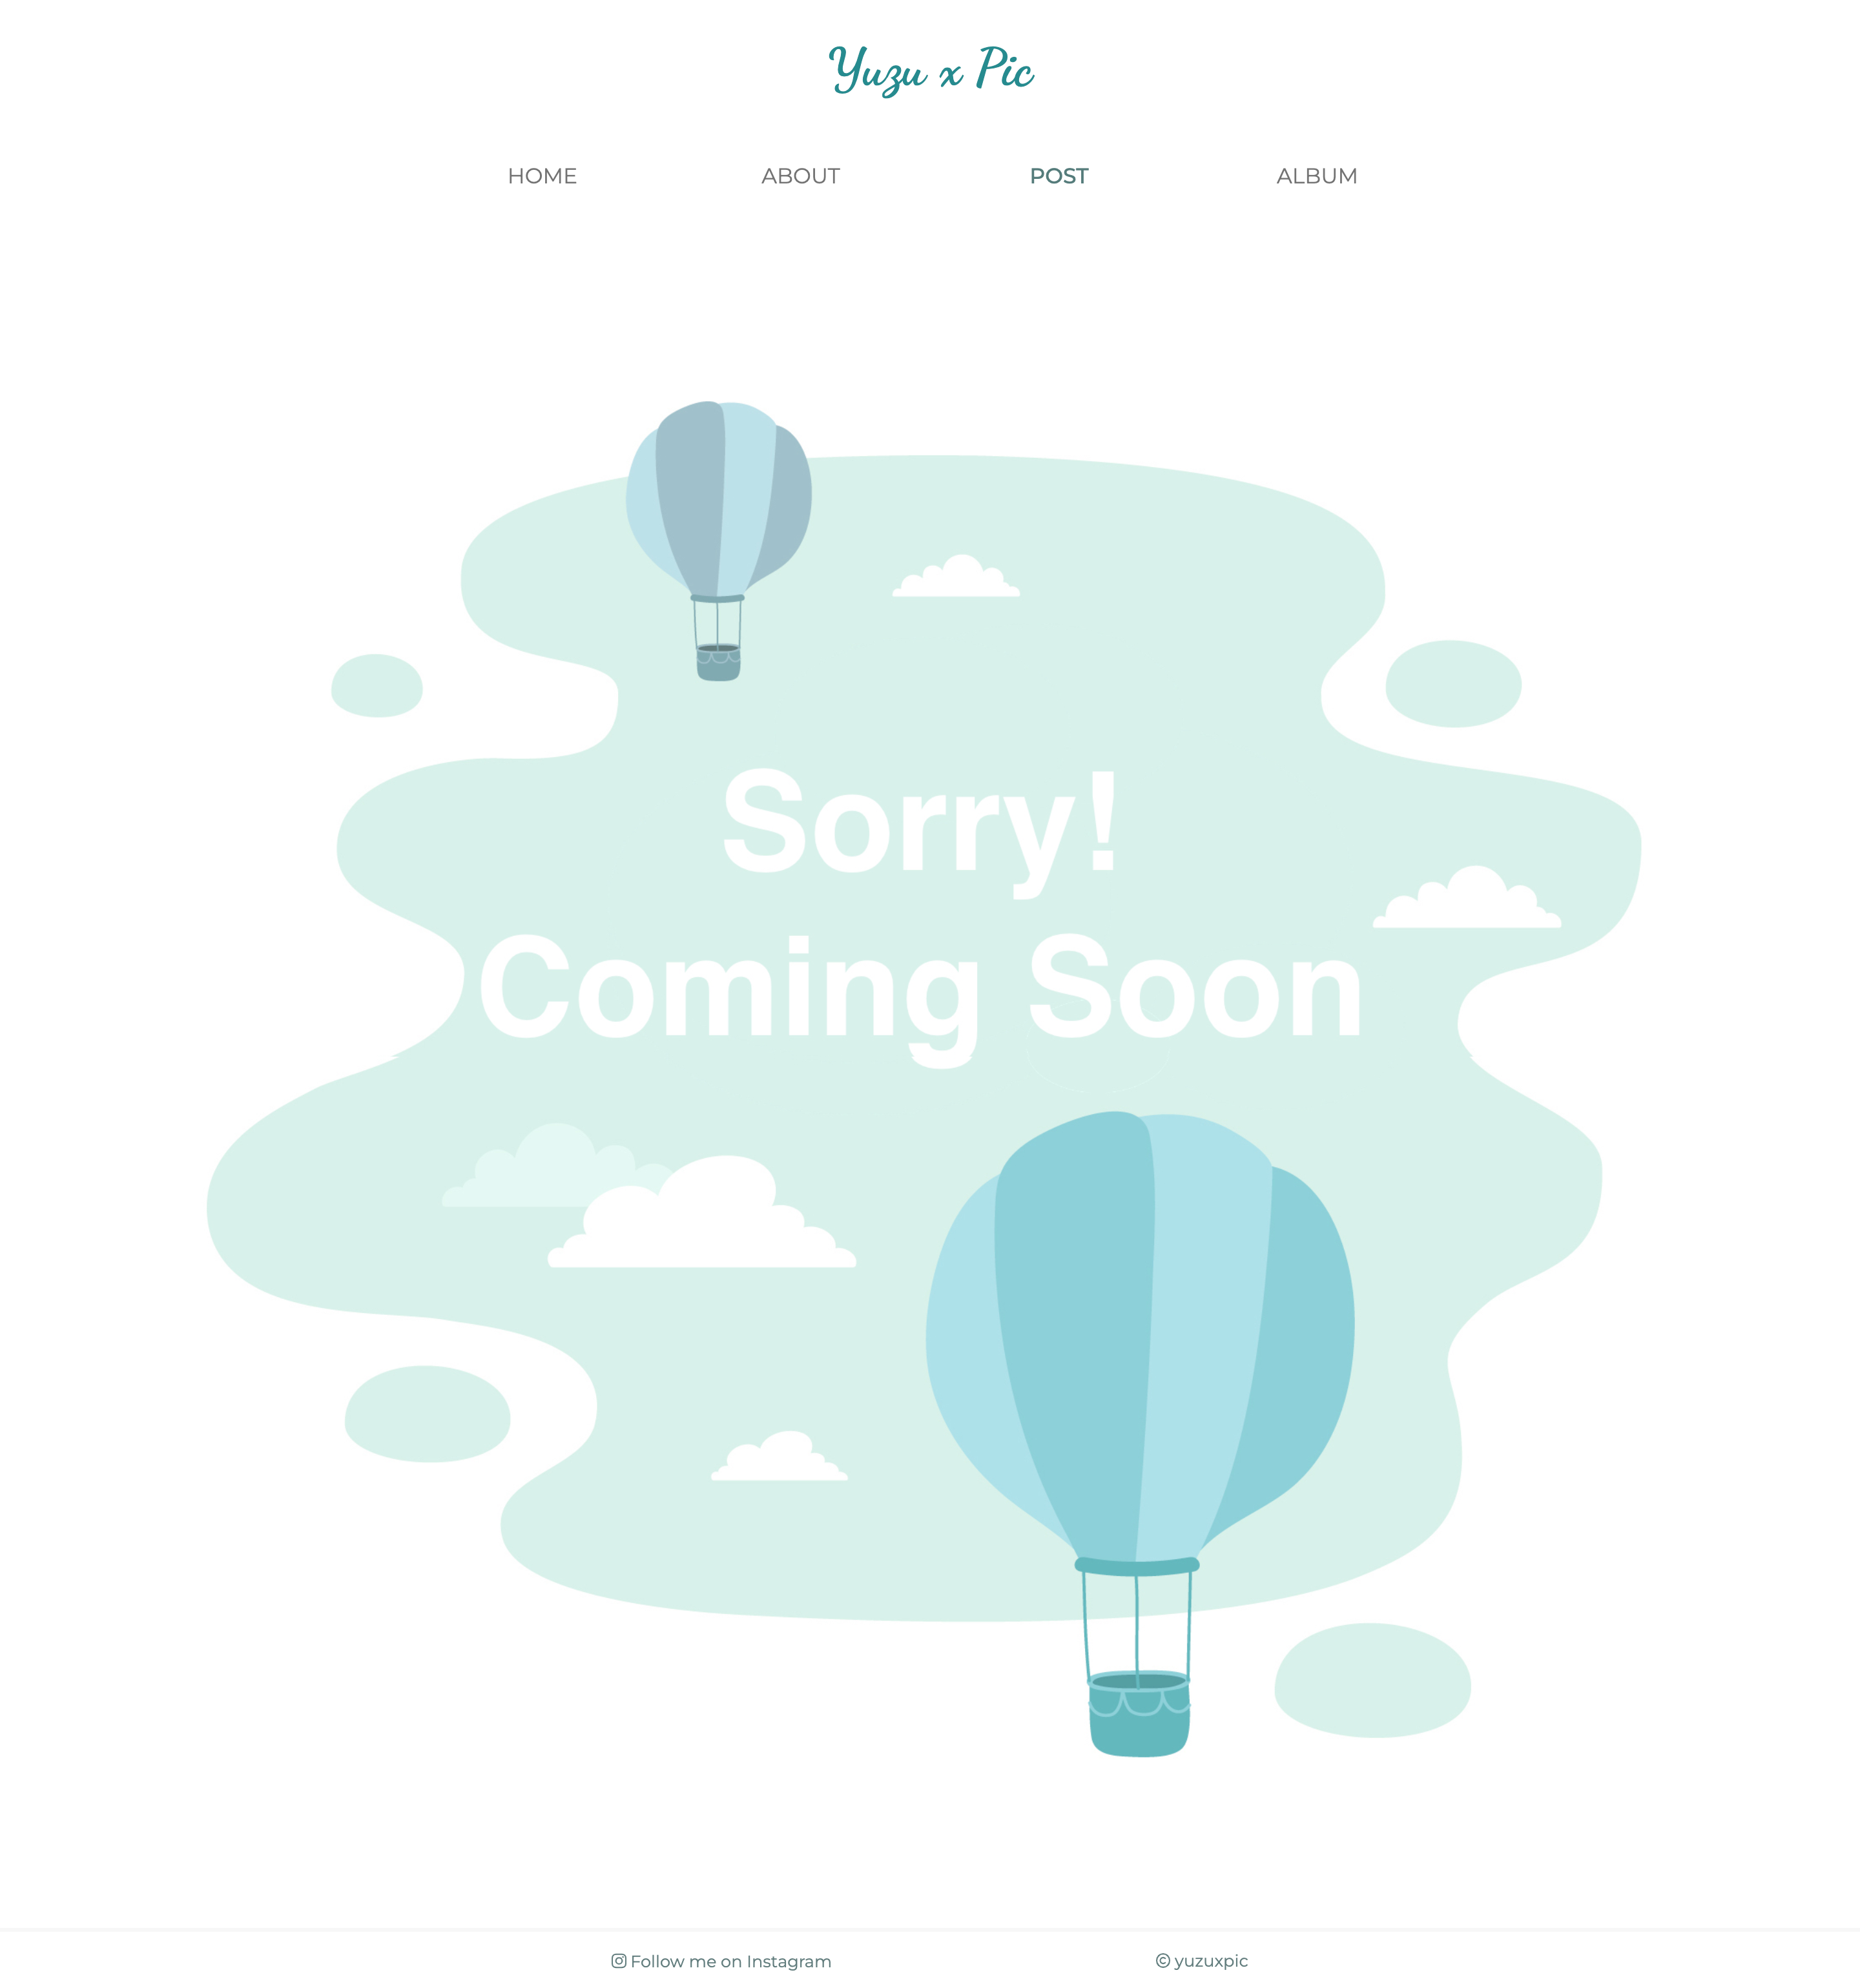 Yuzu x Pic
HOME ABOUT POST ALBUM
Sorry!
Coming Soon
Follow me on Instagram © yuzuxpic